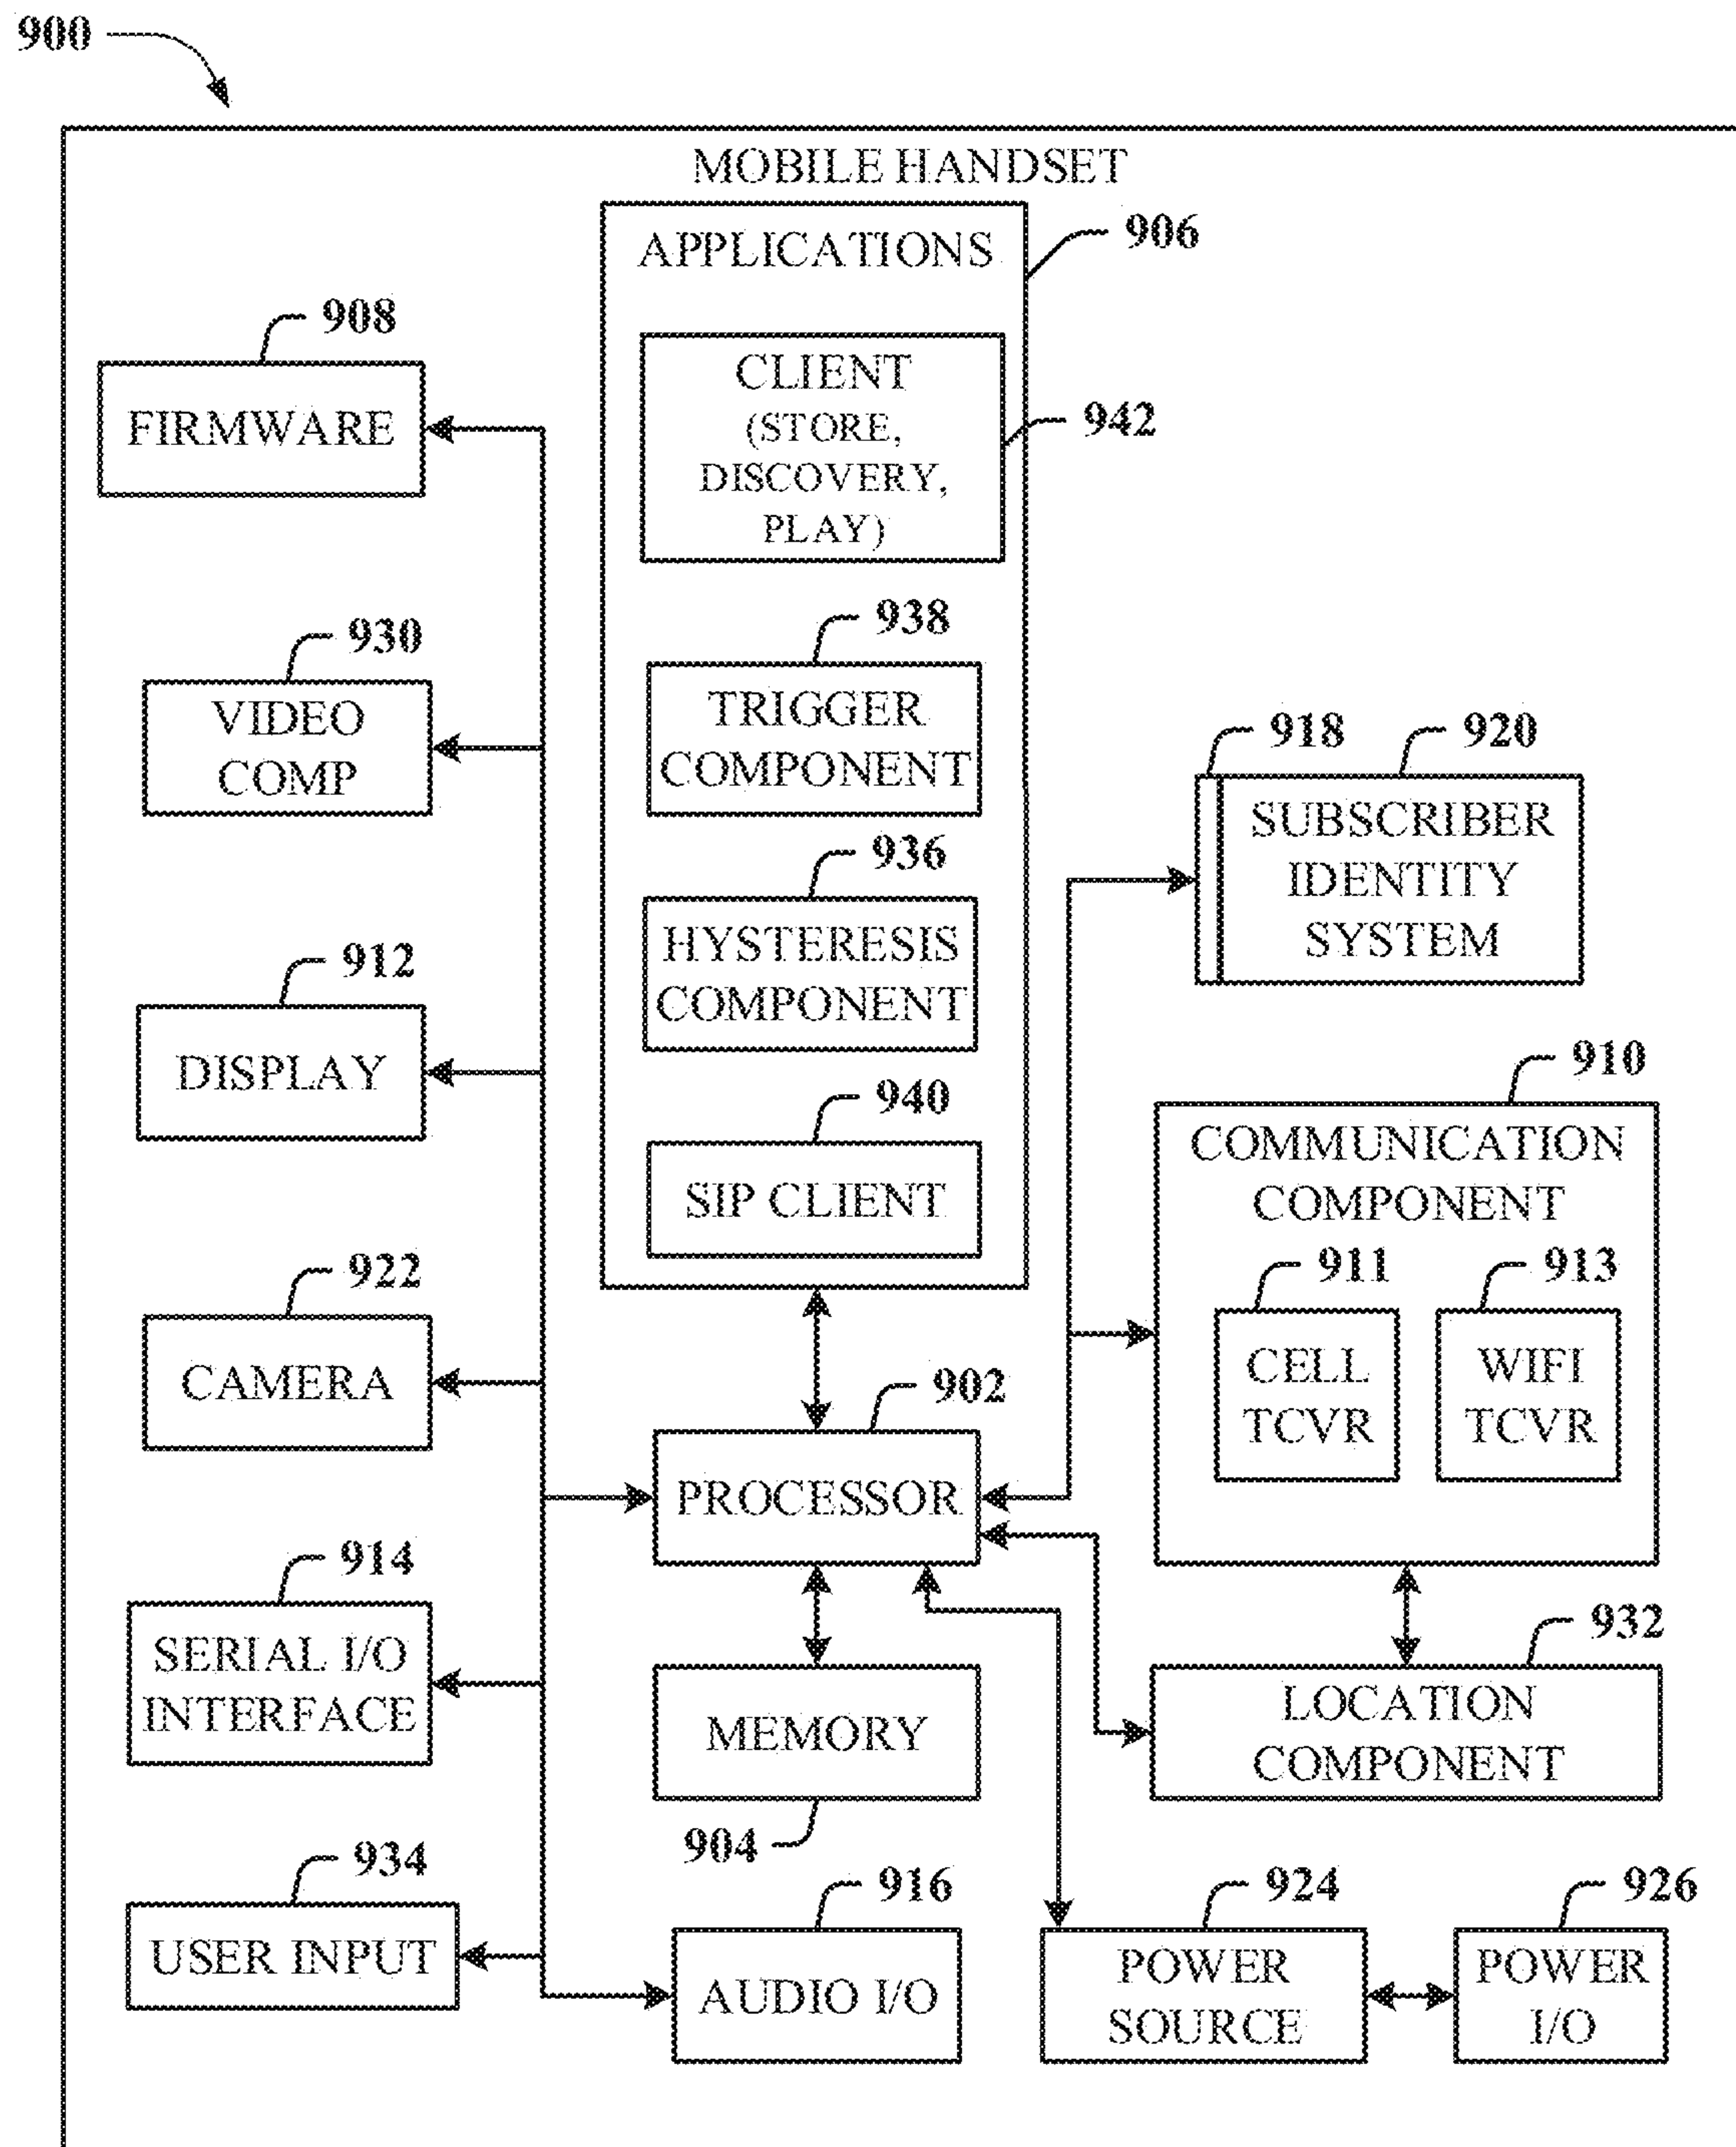 900
MOBILE HANDSET
APPLICATIONS
906
CLIENT
(STORE,
DISCOVERY,
PLAY)
942
938
TRIGGER
COMPONENT
936
HYSTERESIS
COMPONENT
940
SIP CLIENT
908
FIRMWARE
930
VIDEO
COMP
912
DISPLAY
922
CAMERA
914
SERIAL I/O
INTERFACE
934
USER INPUT
902
PROCESSOR
MEMORY
904
916
AUDIO I/O
918
920
SUBSCRIBER
IDENTITY
SYSTEM
910
COMMUNICATION
COMPONENT
911
CELL
TCVR
913
WIFI
TCVR
932
LOCATION
COMPONENT
924
POWER
SOURCE
926
POWER
I/O